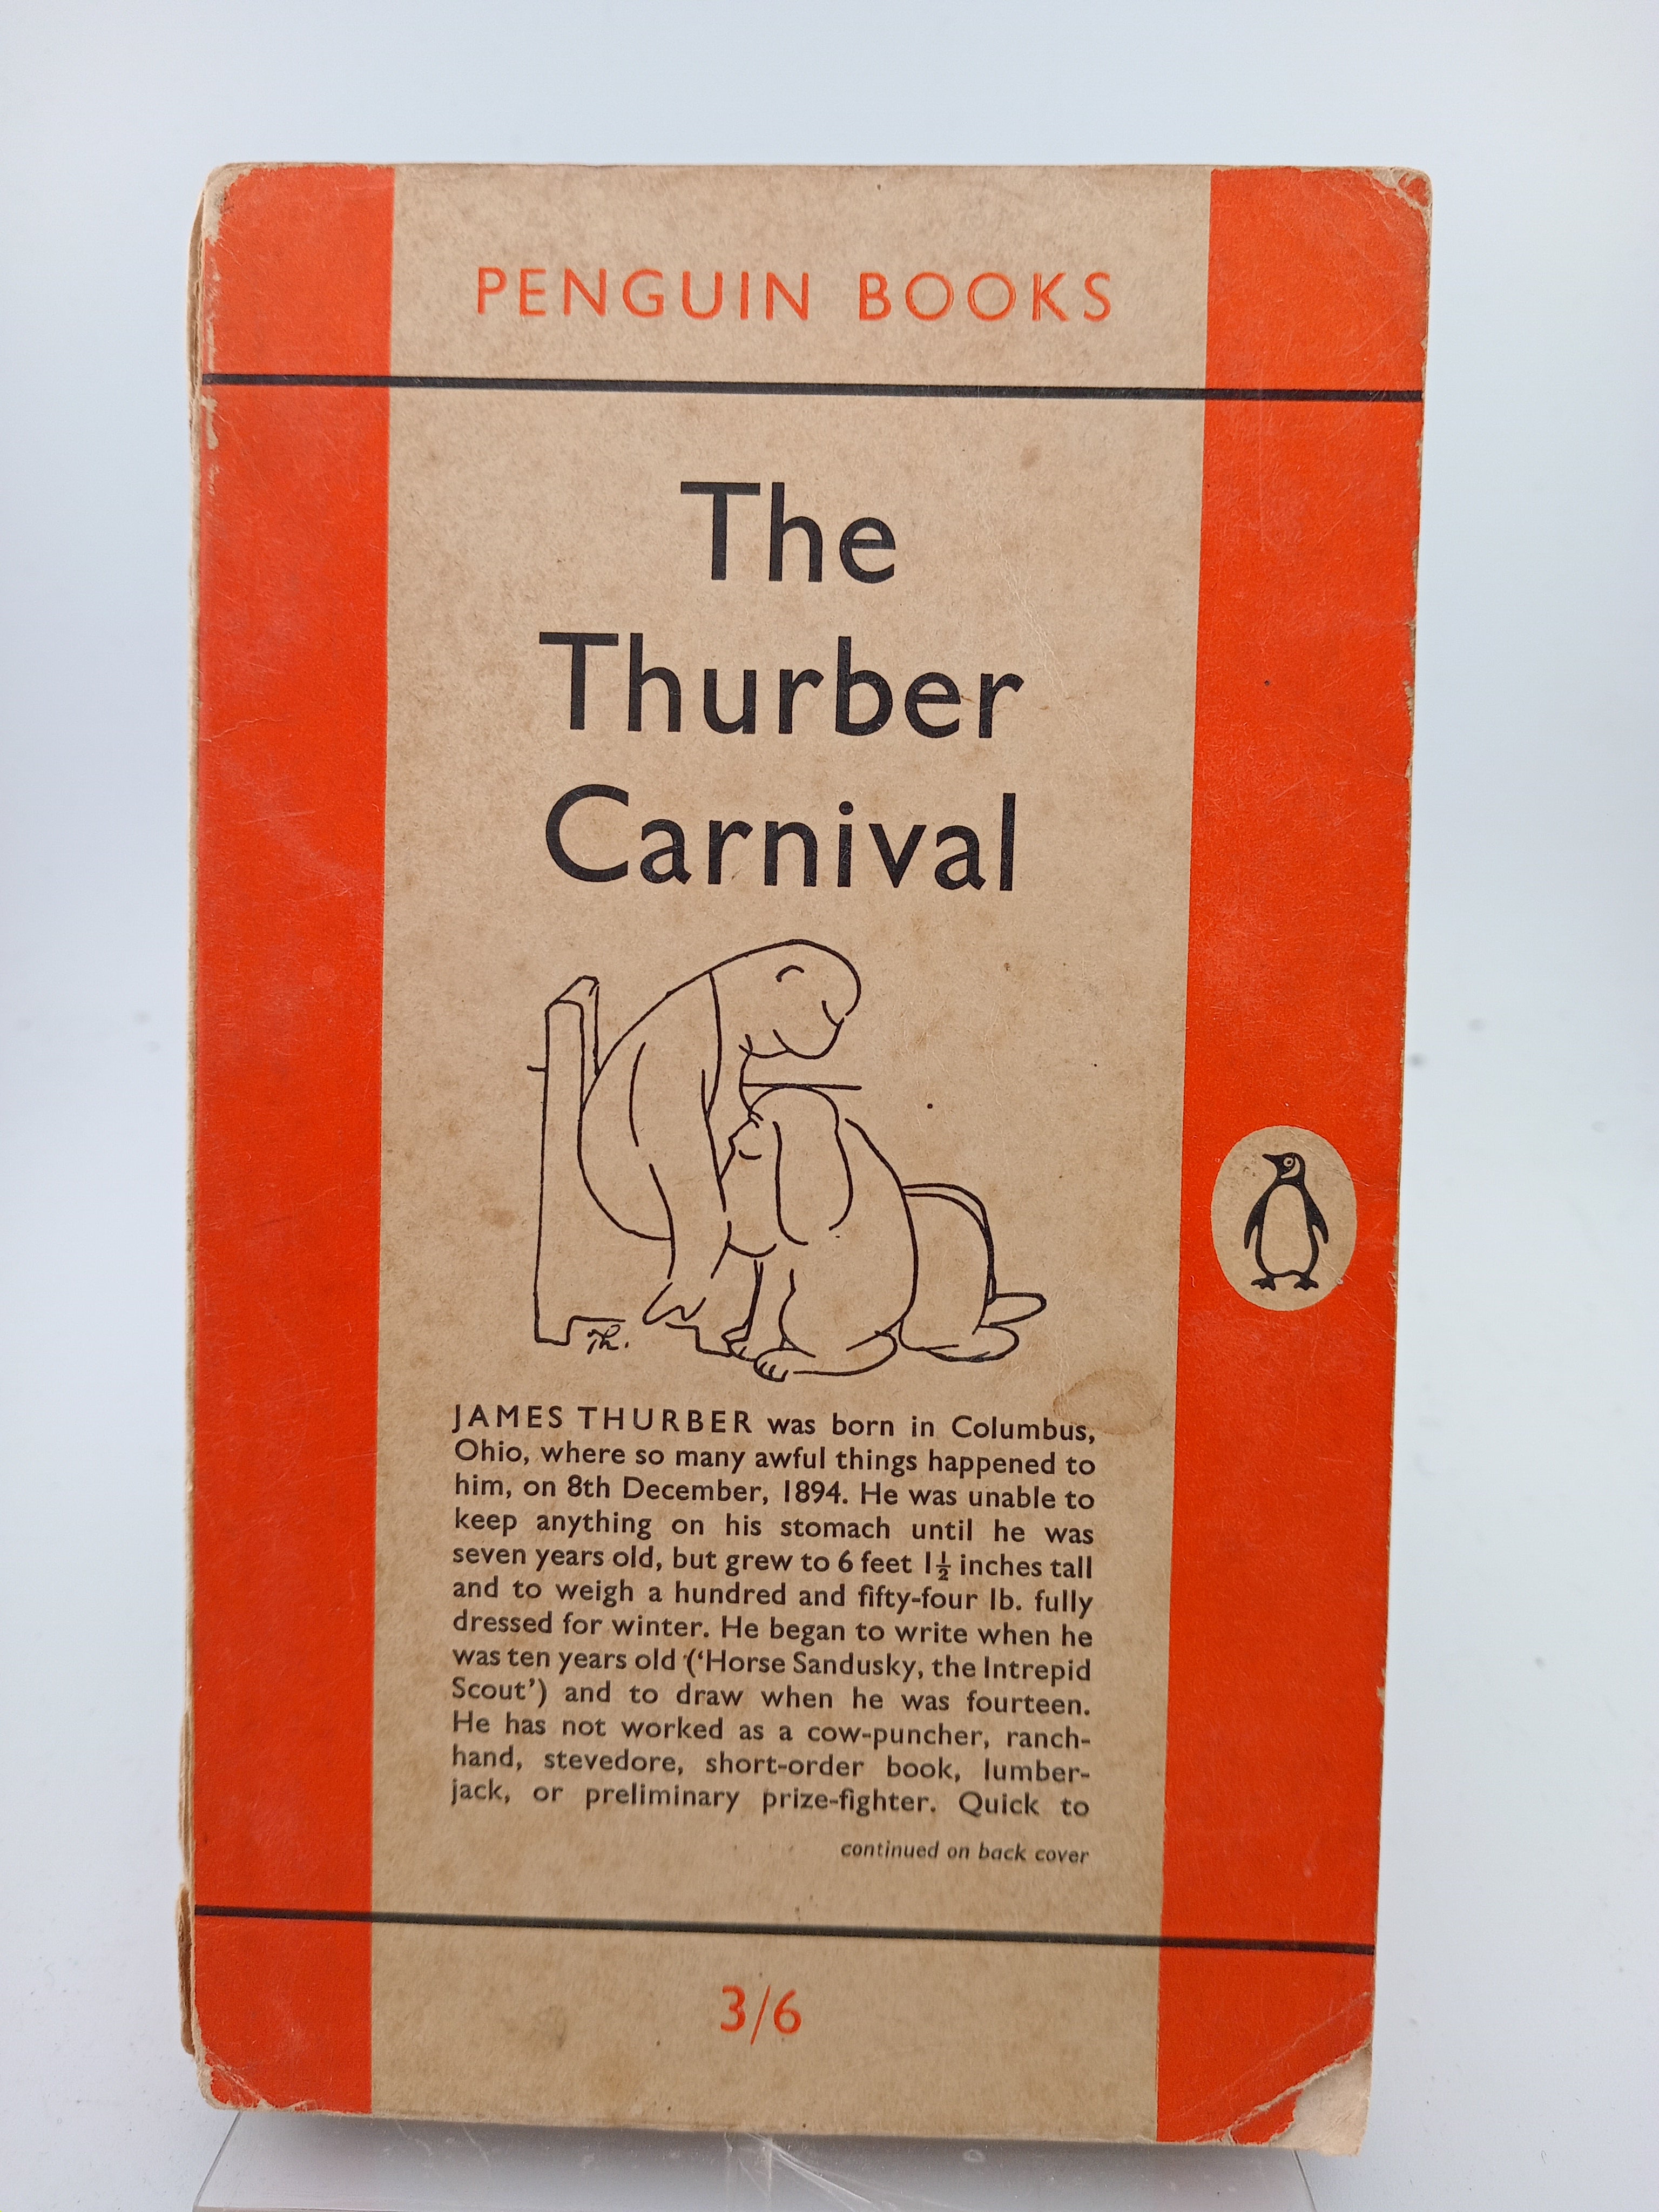 PENGUIN BOOKS
The
Thurber
Carnival
Th.
JAMES THURBER was born in Columbus,
Ohio, where so many awful things happened to
him, on 8th December, 1894. He was unable to
keep anything on his stomach until he was
seven years old, but grew to 6 feet 1½ inches tall
and to weigh a hundred and fifty-four lb. fully
dressed for winter. He began to write when he
was ten years old (‘Horse Sandusky, the Intrepid
Scout’) and to draw when he was fourteen.
He has not worked as a cow-puncher, ranch-
hand, stevedore, short-order book, lumber-
jack, or preliminary prize-fighter. Quick to
continued on back cover
3/6